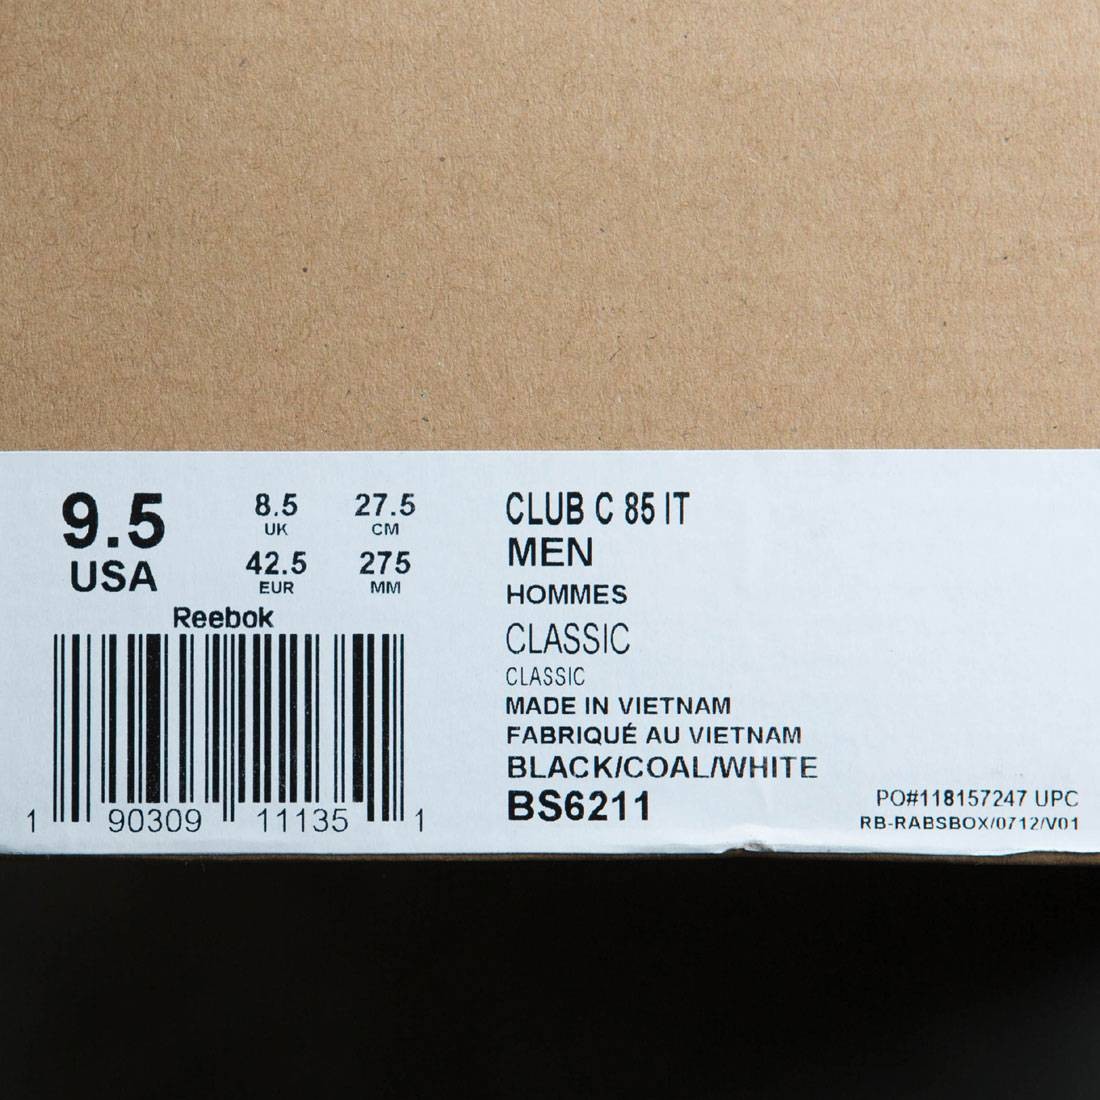 9.5
USA
8.5
UK
27.5
CM
42.5
EUR
275
MM
Reebok
1 90309 11135 1
CLUB C 85 IT
MEN
HOMMES
CLASSIC
CLASSIC
MADE IN VIETNAM
FABRIQUÉ AU VIETNAM
BLACK/COAL/WHITE
BS6211
PO#118157247 UPC
RB-RABSBOX/0712/V01